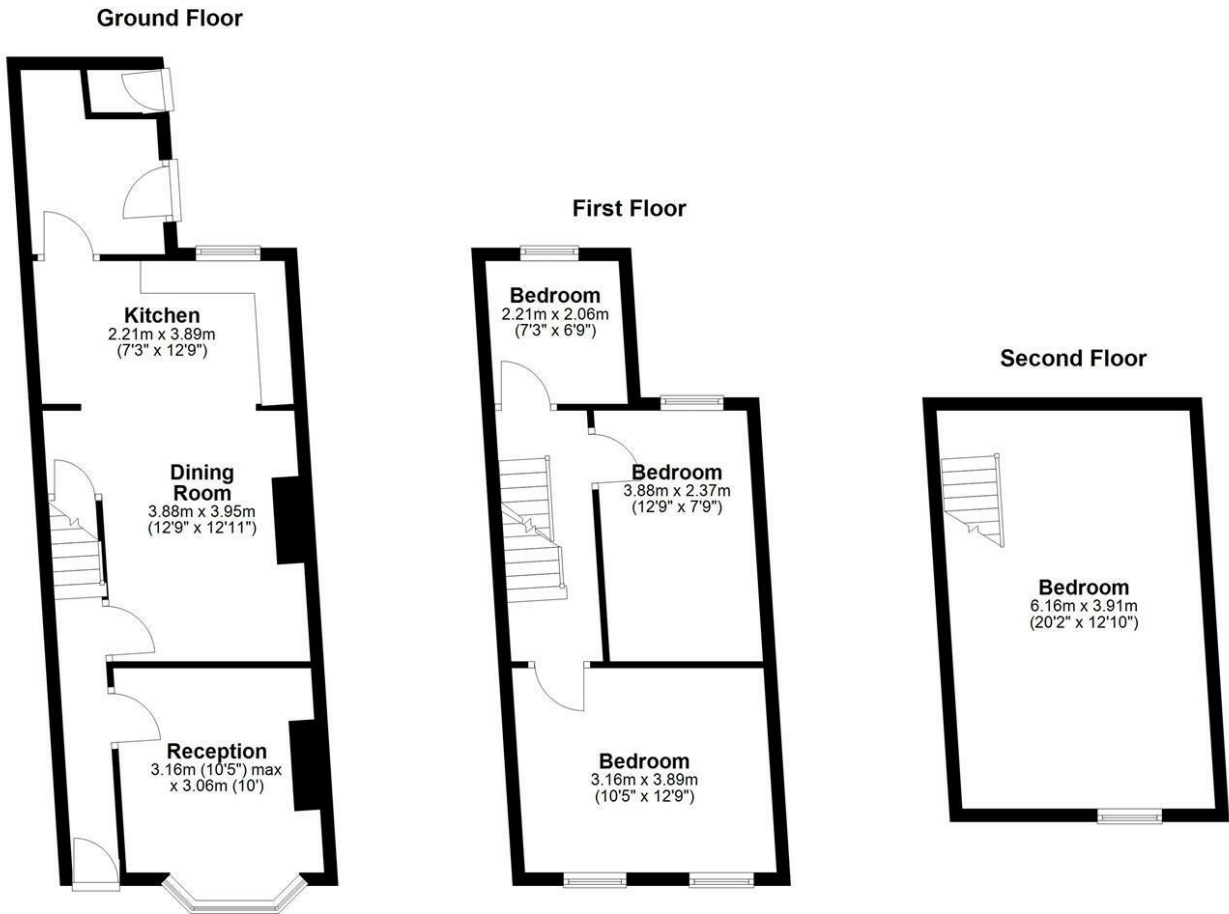 Ground Floor
Kitchen
2.21m x 3.89m
(7'3" x 12'9")
Dining
Room
3.88m x 3.95m
(12'9" x 12'11")
Reception
3.16m (10'5") max
x 3.06m (10')
First Floor
Bedroom
2.21m x 2.06m
(7'3" x 6'9")
Bedroom
3.88m x 2.37m
(12'9" x 7'9")
Bedroom
3.16m x 3.89m
(10'5" x 12'9")
Second Floor
Bedroom
6.16m x 3.91m
(20'2" x 12'10")